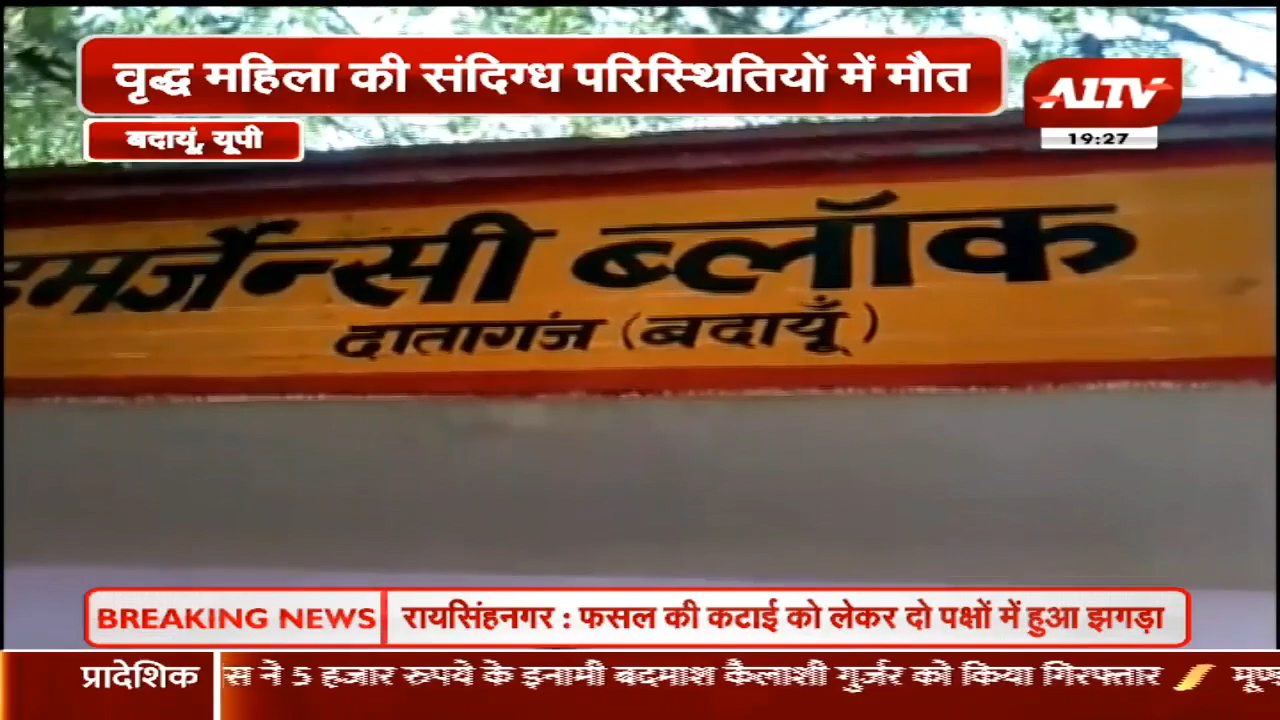 वृद्ध महिला की संदिग्ध परिस्थितियों में मौत
ALTV
19:27
बदायूं, यूपी
इमर्जेन्सी ब्लॉक
दातागंज (बदायूँ)
BREAKING NEWS रायसिंहनगर : फसल की कटाई को लेकर दो पक्षों में हुआ झगड़ा
प्रादेशिक स ने 5 हजार रुपये के इनामी बदमाश कैलाशी गुर्जर को किया गिरफ्तार